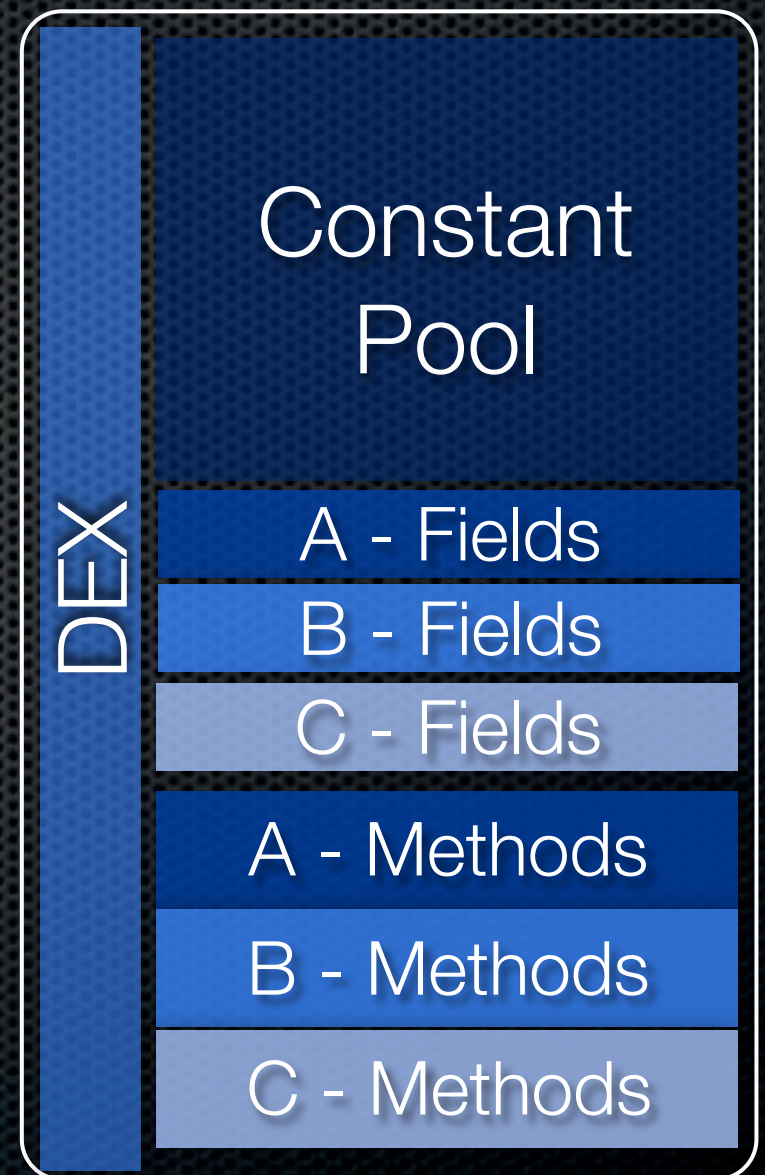 DEX
Constant
Pool
A - Fields
B - Fields
C - Fields
A - Methods
B - Methods
C - Methods